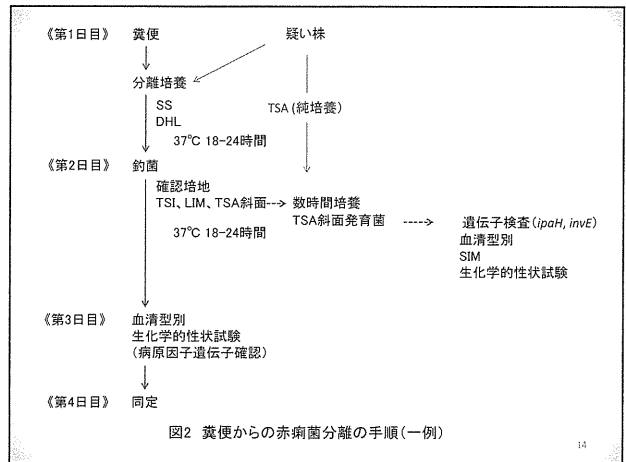 《第1日目》 糞便 疑い株
分離培養
SS
DHL
TSA (純培養)
37℃ 18-24時間
《第2日目》 釣菌
確認培地
TSI、LIM、TSA斜面 数時間培養
TSA斜面発育菌
遺伝子検査(ipaH, invE)
血清型別
SIM
生化学的性状試験
37℃ 18-24時間
《第3日目》 血清型別
生化学的性状試験
(病原因子遺伝子確認)
《第4日目》 同定
図2 糞便からの赤痢菌分離の手順(一例)
14